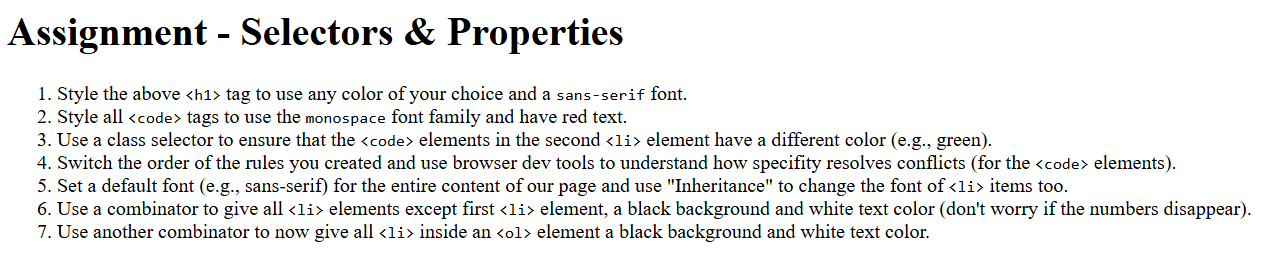 Assignment - Selectors & Properties
1. Style the above <h1> tag to use any color of your choice and a sans-serif font.
2. Style all <code> tags to use the monospace font family and have red text.
3. Use a class selector to ensure that the <code> elements in the second <li> element have a different color (e.g., green).
4. Switch the order of the rules you created and use browser dev tools to understand how specifity resolves conflicts (for the <code> elements).
5. Set a default font (e.g., sans-serif) for the entire content of our page and use "Inheritance" to change the font of <li> items too.
6. Use a combinator to give all <li> elements except first <li> element, a black background and white text color (don't worry if the numbers disappear).
7. Use another combinator to now give all <li> inside an <ol> element a black background and white text color.